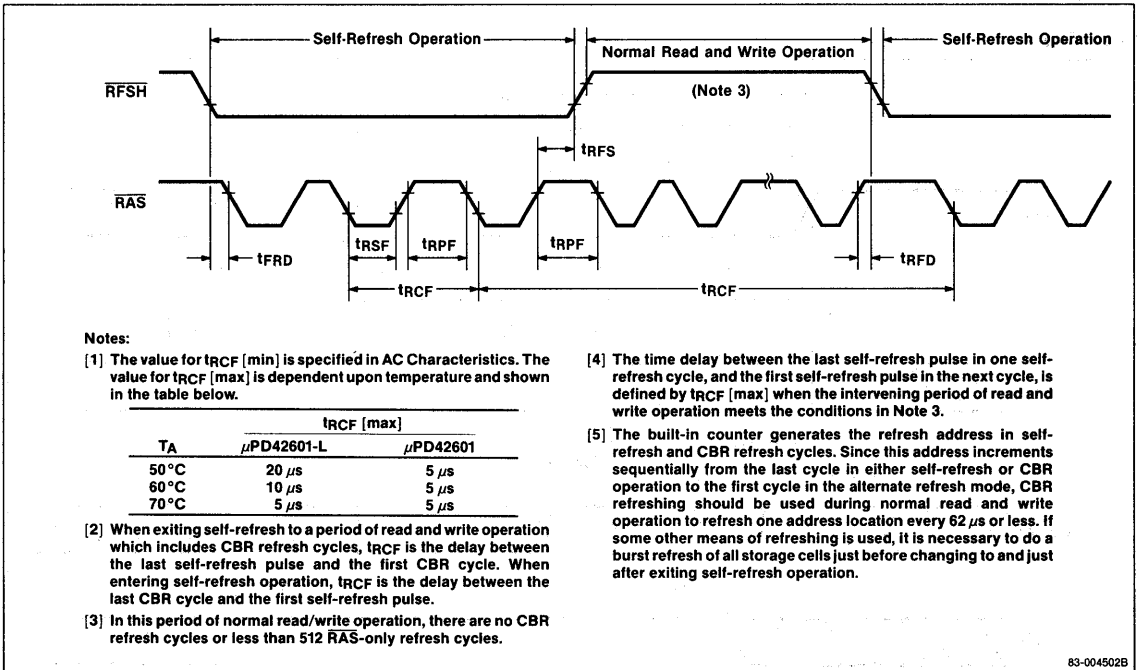 Self-Refresh Operation
Normal Read and Write Operation
Self-Refresh Operation
RFSH
(Note 3)
tRFS
RAS
tFRD
tRSF
tRPF
tRPF
tRFD
tRCF
tRCF
Notes:
[1] The value for tRCF [min] is specified in AC Characteristics. The
value for tRCF [max] is dependent upon temperature and shown
in the table below.
tRCF [max]
TA μPD42601-L μPD42601
50°C 20 μs 5 μs
60°C 10 μs 5 μs
70°C 5 μs 5 μs
[2] When exiting self-refresh to a period of read and write operation
which includes CBR refresh cycles, tRCF is the delay between
the last self-refresh pulse and the first CBR cycle. When
entering self-refresh operation, tRCF is the delay between the
last CBR cycle and the first self-refresh pulse.
[3] In this period of normal read/write operation, there are no CBR
refresh cycles or less than 512 RAS-only refresh cycles.
[4] The time delay between the last self-refresh pulse in one self-
refresh cycle, and the first self-refresh pulse in the next cycle, is
defined by tRCF [max] when the intervening period of read and
write operation meets the conditions in Note 3.
[5] The built-in counter generates the refresh address in self-
refresh and CBR refresh cycles. Since this address increments
sequentially from the last cycle in either self-refresh or CBR
operation to the first cycle in the alternate refresh mode, CBR
refreshing should be used during normal read and write
operation to refresh one address location every 62 μs or less. If
some other means of refreshing is used, it is necessary to do a
burst refresh of all storage cells just before changing to and just
after exiting self-refresh operation.
83-004502B